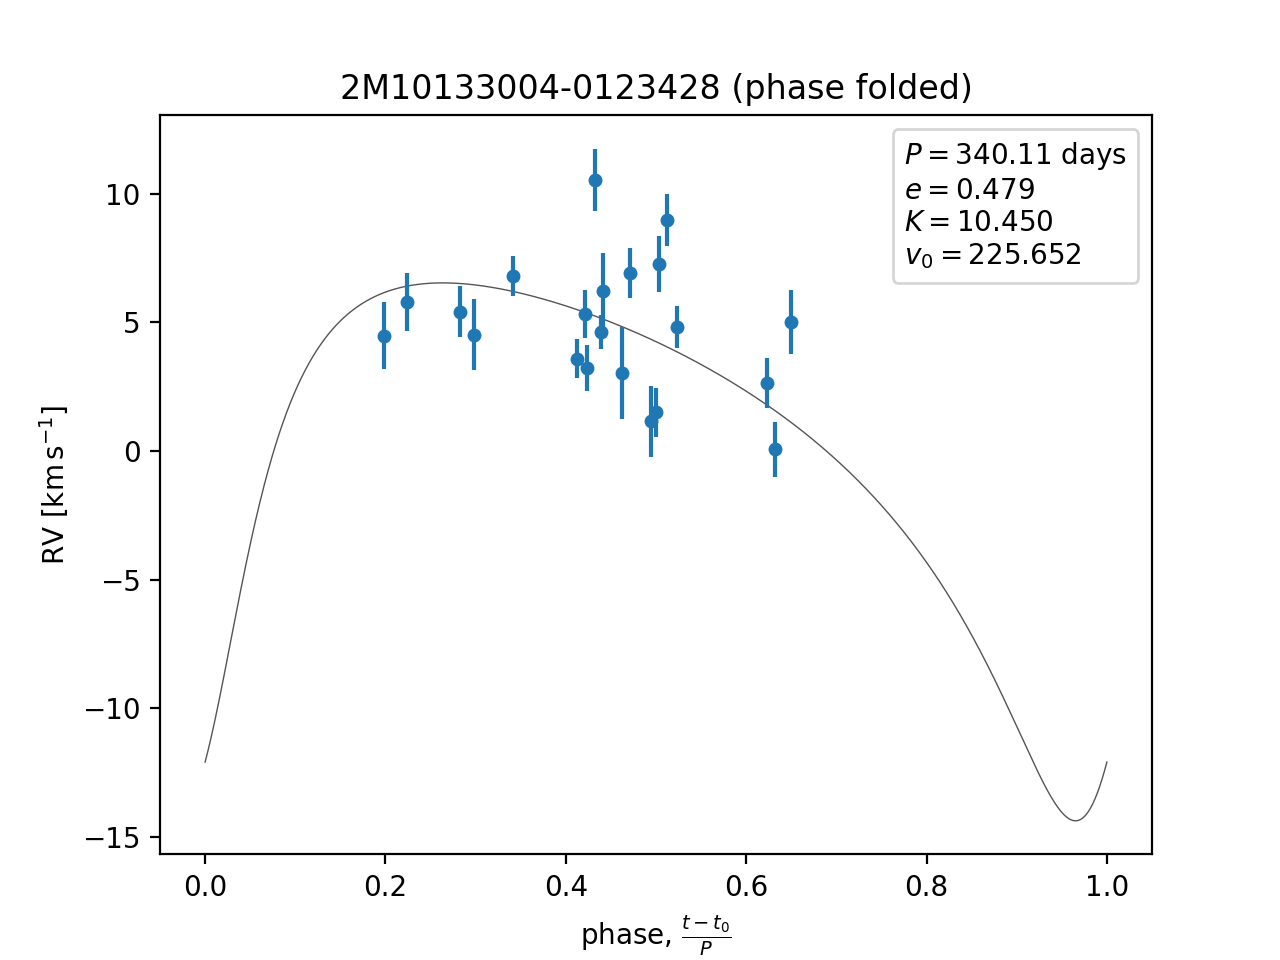 2M10133004-0123428 (phase folded)
P = 340.11 days
e = 0.479
K = 10.450
v₀ = 225.652
10
5
0
−5
−10
−15
RV [km s⁻¹]
0.0 0.2 0.4 0.6 0.8 1.0
phase, (t − t₀)/P